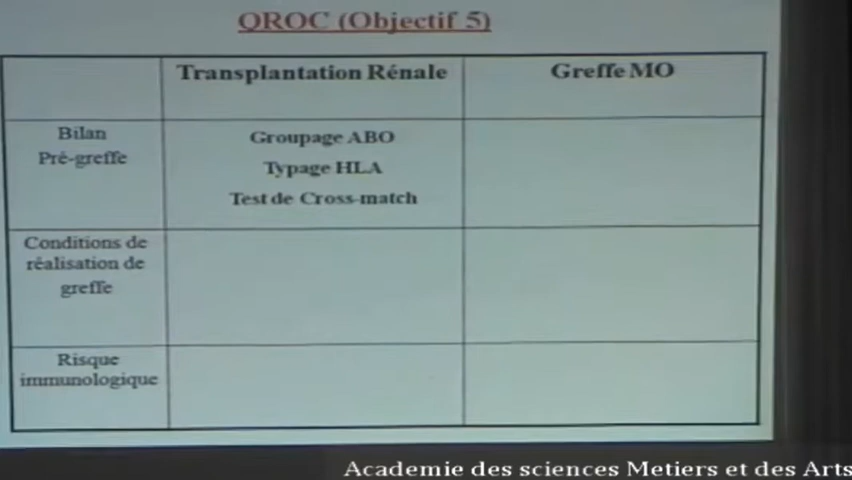 QROC (Objectif 5)
Transplantation Rénale
Greffe MO
Bilan
Pré-greffe
Groupage ABO
Typage HLA
Test de Cross-match
Conditions de
réalisation de
greffe
Risque
immunologique
Academie des sciences Metiers et des Arts